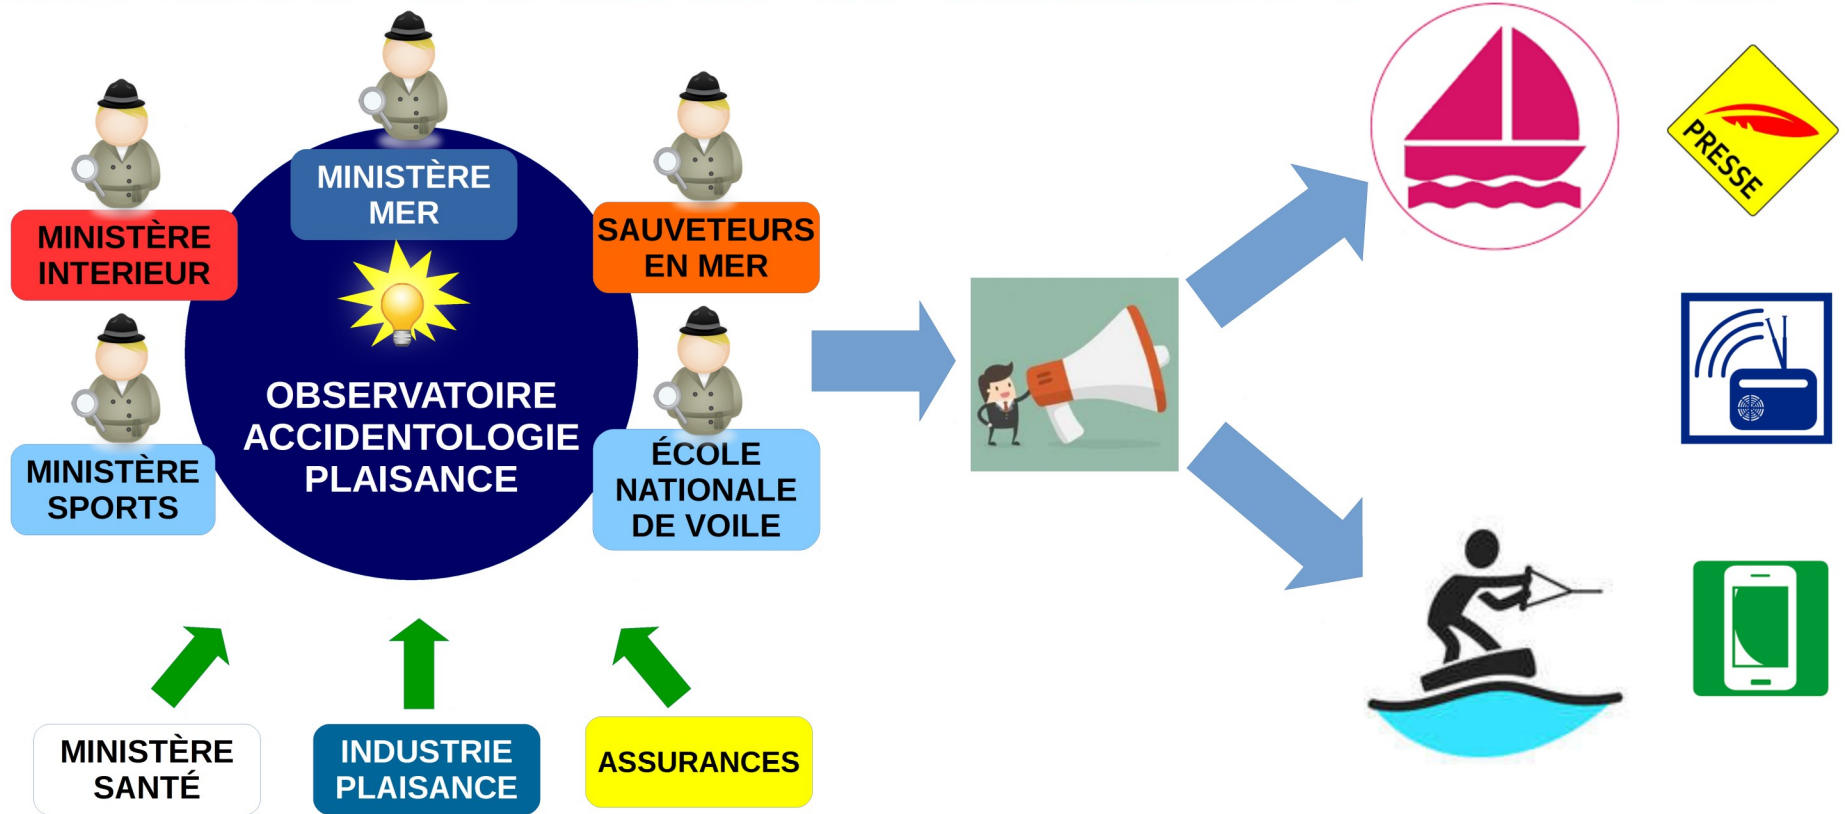 MINISTÈRE
MER
MINISTÈRE
INTERIEUR
SAUVETEURS
EN MER
OBSERVATOIRE
ACCIDENTOLOGIE
PLAISANCE
MINISTÈRE
SPORTS
ÉCOLE
NATIONALE
DE VOILE
MINISTÈRE
SANTÉ
INDUSTRIE
PLAISANCE
ASSURANCES
PRESSE